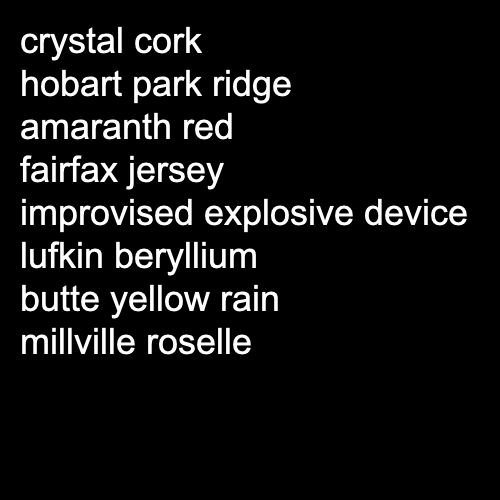 crystal cork
hobart park ridge
amaranth red
fairfax jersey
improvised explosive device
lufkin beryllium
butte yellow rain
millville roselle